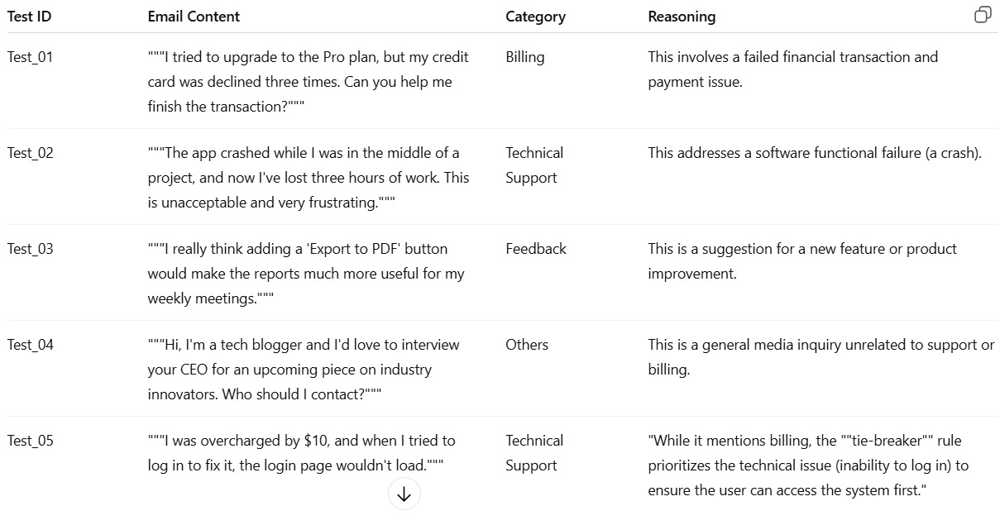 Test ID Email Content Category Reasoning
Test_01 """I tried to upgrade to the Pro plan, but my credit Billing This involves a failed financial transaction and
card was declined three times. Can you help me payment issue.
finish the transaction?"""
Test_02 """The app crashed while I was in the middle of a Technical This addresses a software functional failure (a crash).
project, and now I've lost three hours of work. This Support
is unacceptable and very frustrating."""
Test_03 """I really think adding a 'Export to PDF' button Feedback This is a suggestion for a new feature or product
would make the reports much more useful for my improvement.
weekly meetings."""
Test_04 """Hi, I'm a tech blogger and I'd love to interview Others This is a general media inquiry unrelated to support or
your CEO for an upcoming piece on industry billing.
innovators. Who should I contact?"""
Test_05 """I was overcharged by $10, and when I tried to Technical "While it mentions billing, the ""tie-breaker"" rule
log in to fix it, the login page wouldn't load.""" Support prioritizes the technical issue (inability to log in) to
ensure the user can access the system first."